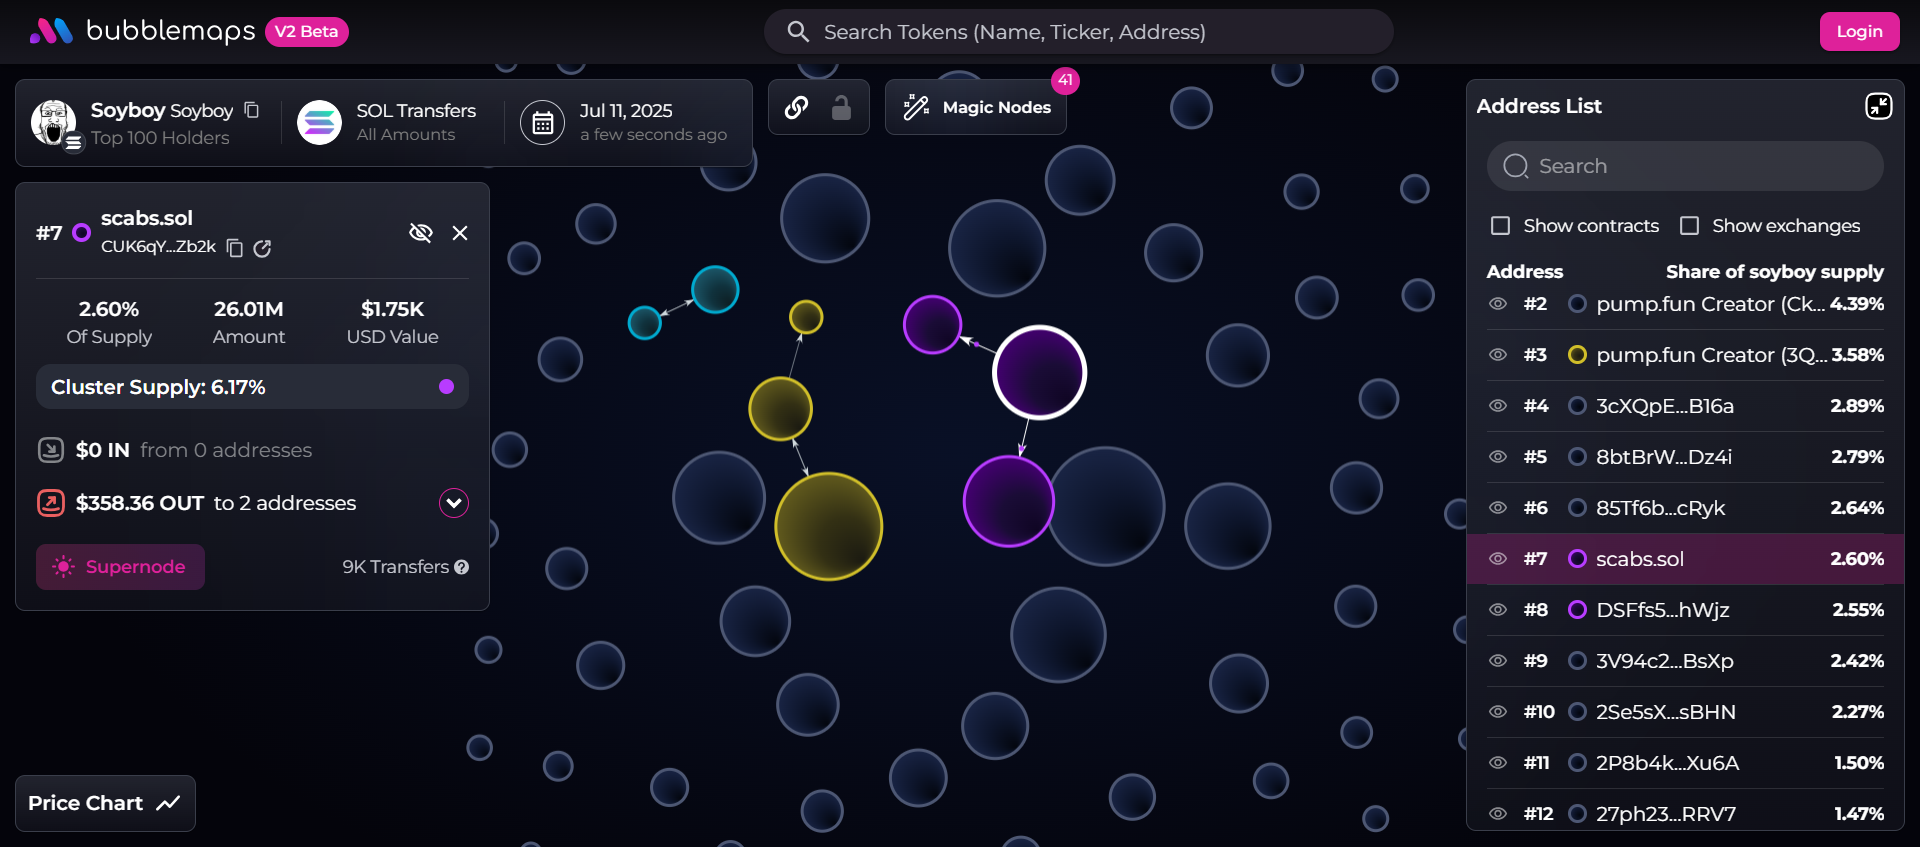 bubblemaps V2 Beta
Search Tokens (Name, Ticker, Address)
Login
Soyboy Soyboy
Top 100 Holders
SOL Transfers
All Amounts
Jul 11, 2025
a few seconds ago
Magic Nodes
41
#7 scabs.sol
CUK6qY...Zb2k
2.60% 26.01M $1.75K
Of Supply Amount USD Value
Cluster Supply: 6.17%
$0 IN from 0 addresses
$358.36 OUT to 2 addresses
Supernode 9K Transfers ?
Price Chart
Address List
Search
Show contracts Show exchanges
Address Share of soyboy supply
#2 pump.fun Creator (Ck... 4.39%
#3 pump.fun Creator (3Q... 3.58%
#4 3cXQpE...B16a 2.89%
#5 8btBrW...Dz4i 2.79%
#6 85Tf6b...cRyk 2.64%
#7 scabs.sol 2.60%
#8 DSFfs5...hWjz 2.55%
#9 3V94c2...BsXp 2.42%
#10 2Se5sX...sBHN 2.27%
#11 2P8b4k...Xu6A 1.50%
#12 27ph23...RRV7 1.47%